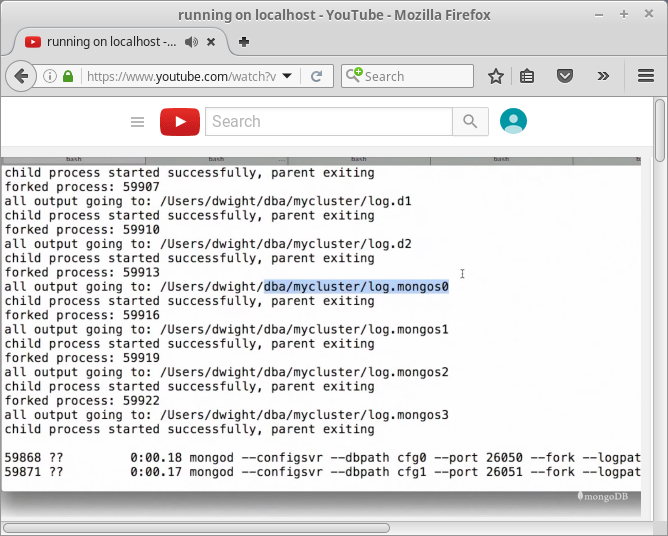 running on localhost - YouTube - Mozilla Firefox
running on localhost -...
https://www.youtube.com/watch?v
Search
Search
bash bash ... bash bash
child process started successfully, parent exiting
forked process: 59907
all output going to: /Users/dwight/dba/mycluster/log.d1
child process started successfully, parent exiting
forked process: 59910
all output going to: /Users/dwight/dba/mycluster/log.d2
child process started successfully, parent exiting
forked process: 59913
all output going to: /Users/dwight/dba/mycluster/log.mongos0
child process started successfully, parent exiting
forked process: 59916
all output going to: /Users/dwight/dba/mycluster/log.mongos1
child process started successfully, parent exiting
forked process: 59919
all output going to: /Users/dwight/dba/mycluster/log.mongos2
child process started successfully, parent exiting
forked process: 59922
all output going to: /Users/dwight/dba/mycluster/log.mongos3
child process started successfully, parent exiting
59868 ?? 0:00.18 mongod --configsvr --dbpath cfg0 --port 26050 --fork --logpat
59871 ?? 0:00.17 mongod --configsvr --dbpath cfg1 --port 26051 --fork --logpat
mongoDB